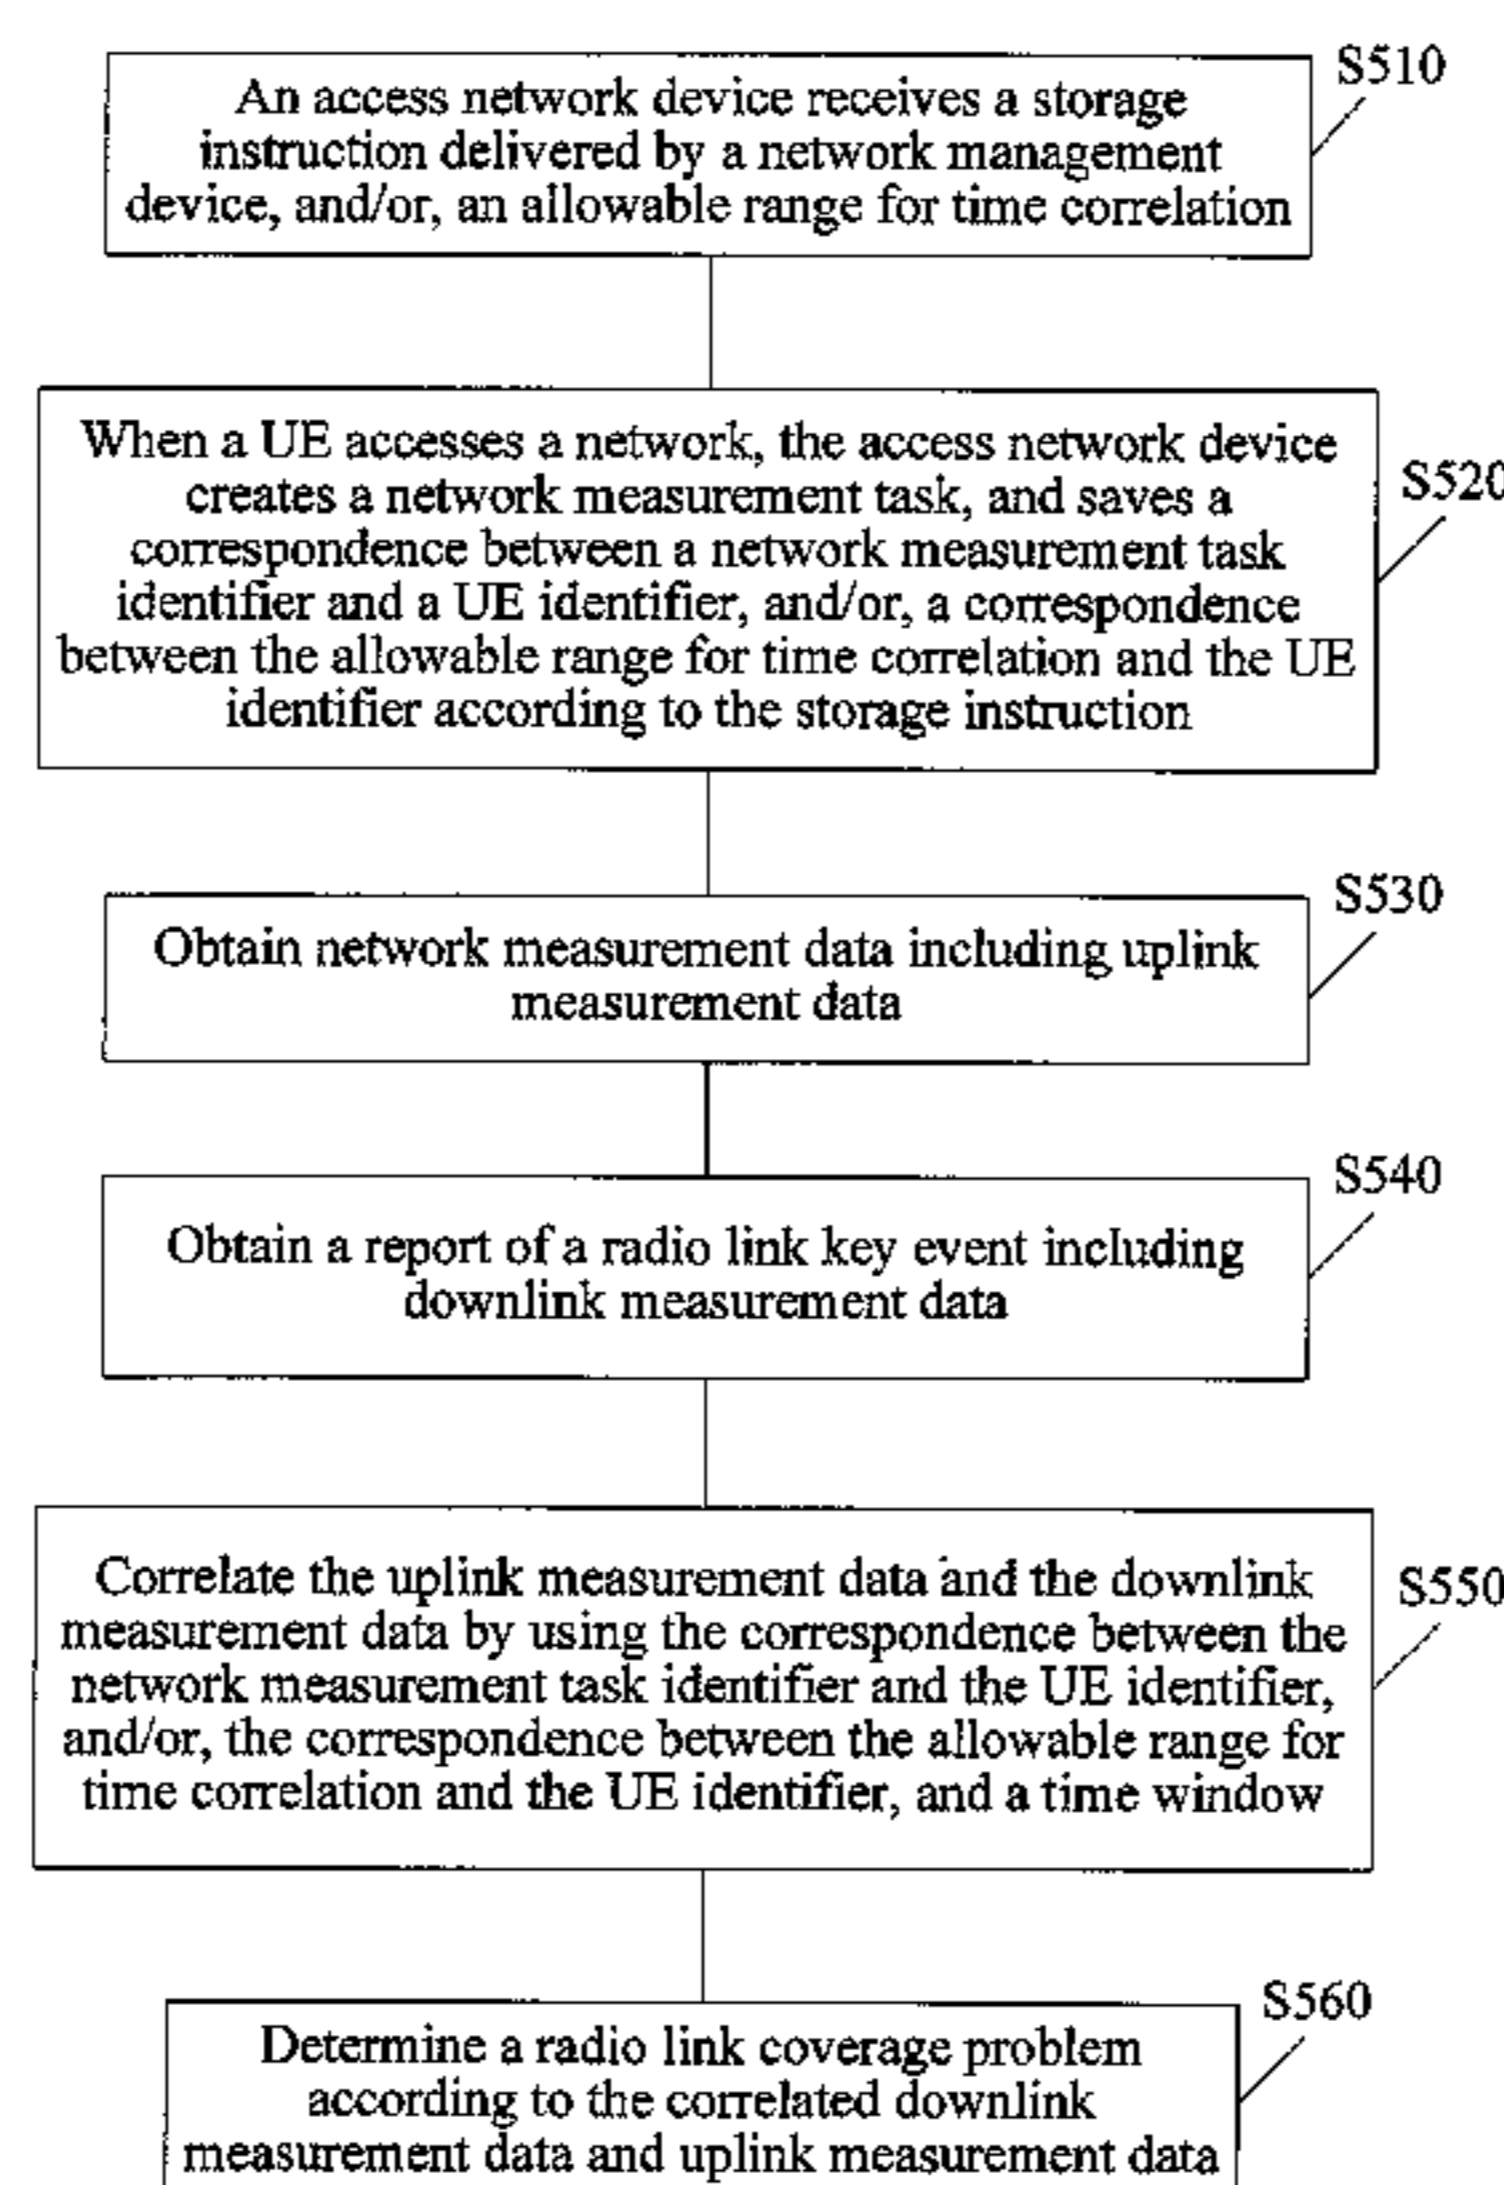 S510
An access network device receives a storage
instruction delivered by a network management
device, and/or, an allowable range for time correlation
When a UE accesses a network, the access network device
creates a network measurement task, and saves a
correspondence between a network measurement task
identifier and a UE identifier, and/or, a correspondence
between the allowable range for time correlation and the UE
identifier according to the storage instruction
S520
S530
Obtain network measurement data including uplink
measurement data
S540
Obtain a report of a radio link key event including
downlink measurement data
Correlate the uplink measurement data and the downlink
measurement data by using the correspondence between the
network measurement task identifier and the UE identifier,
and/or, the correspondence between the allowable range for
time correlation and the UE identifier, and a time window
S550
S560
Determine a radio link coverage problem
according to the correlated downlink
measurement data and uplink measurement data